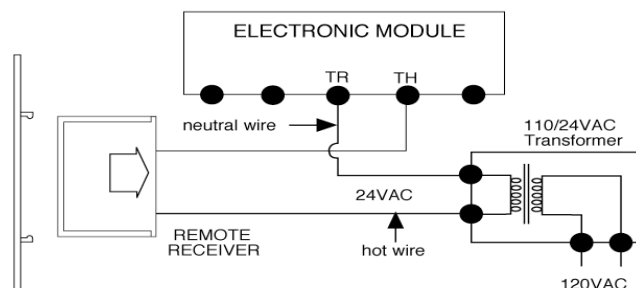 ELECTRONIC MODULE
TR
TH
neutral wire
110/24VAC
Transformer
24VAC
REMOTE
RECEIVER
hot wire
120VAC